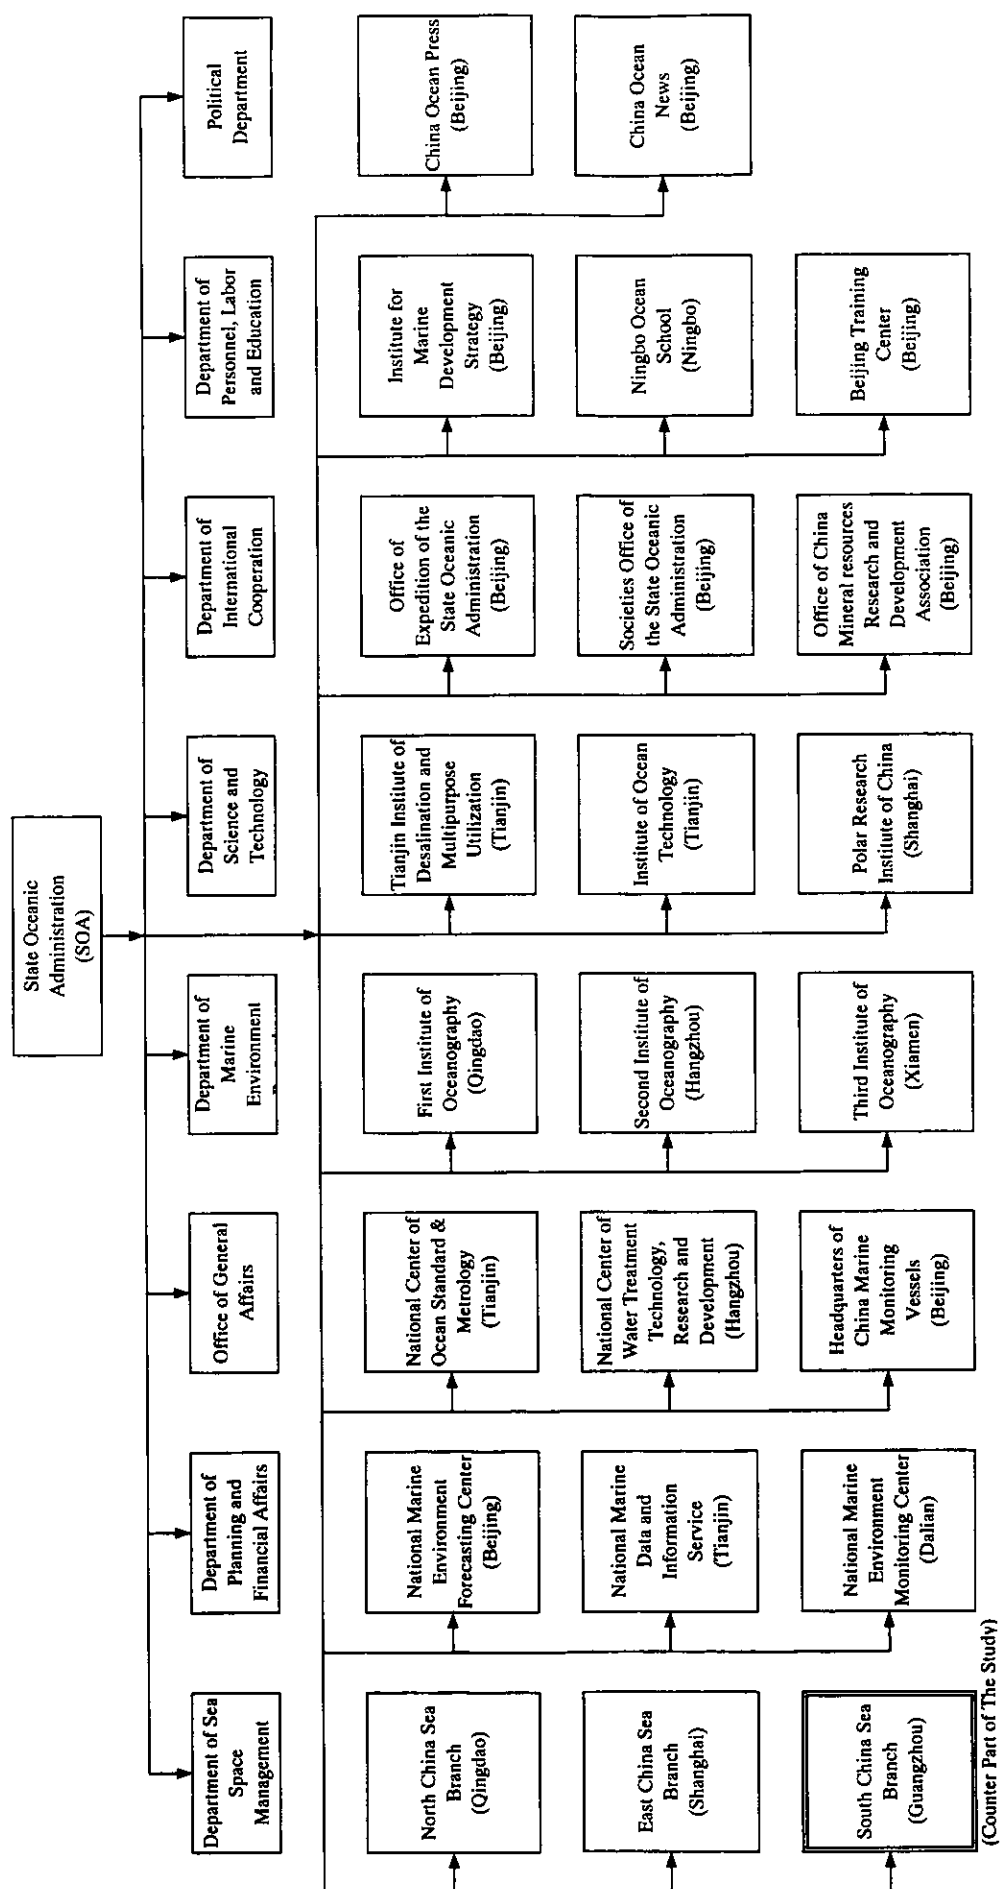 State Oceanic
Administration
(SOA)
Department of Sea
Space
Management
Department of
Planning and
Financial Affairs
Office of General
Affairs
Department of
Marine
Environment
Department of
Science and
Technology
Department of
International
Cooperation
Department of
Personnel, Labor
and Education
Political
Department
North China Sea
Branch
(Qingdao)
National Marine
Environment
Forecasting Center
(Beijing)
National Center of
Ocean Standard &
Metrology
(Tianjin)
First Institute of
Oceanography
(Qingdao)
Tianjin Institute of
Desalination and
Multipurpose
Utilization
(Tianjin)
Office of
Expedition of the
State Oceanic
Administration
(Beijing)
Institute for
Marine
Development
Strategy
(Beijing)
China Ocean Press
(Beijing)
East China Sea
Branch
(Shanghai)
National Marine
Data and
Information
Service
(Tianjin)
National Center of
Water Treatment
Technology,
Research and
Development
(Hangzhou)
Second Institute of
Oceanography
(Hangzhou)
Institute of Ocean
Technology
(Tianjin)
Societies Office of
the State Oceanic
Administration
(Beijing)
Ningbo Ocean
School
(Ningbo)
China Ocean
News
(Beijing)
South China Sea
Branch
(Guangzhou)
National Marine
Environment
Monitoring Center
(Dalian)
Headquarters of
China Marine
Monitoring
Vessels
(Beijing)
Third Institute of
Oceanography
(Xiamen)
Polar Research
Institute of China
(Shanghai)
Office of China
Mineral resources
Research and
Development
Association
(Beijing)
Beijing Training
Center
(Beijing)
(Counter Part of The Study)